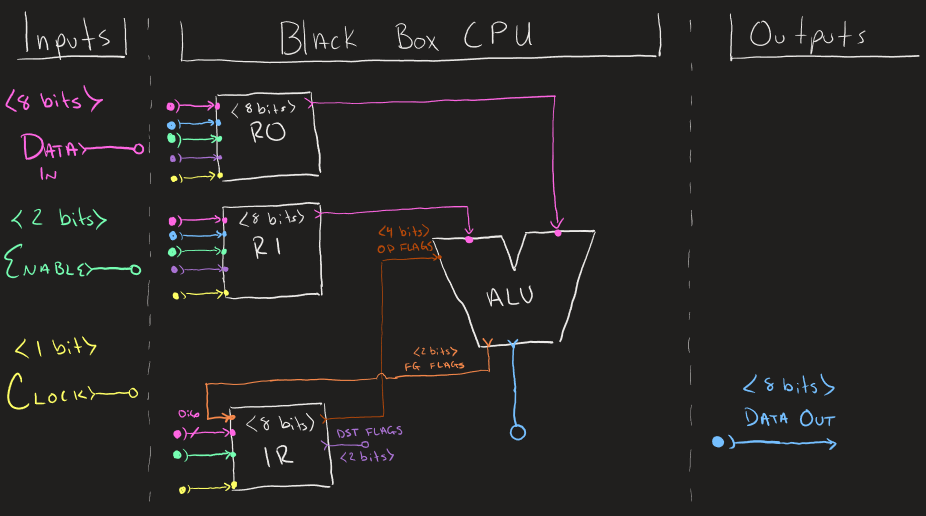 Inputs
Black Box CPU
Outputs
<8 bits>
DATA
IN
<2 bits>
ENABLE
<1 bit>
CLOCK
<8 bits>
R0
<8 bits>
R1
<4 bits>
OP FLAGS
ALU
<2 bits>
FG FLAGS
0:6
<8 bits>
IR
DST FLAGS
<2 bits>
<8 bits>
DATA OUT